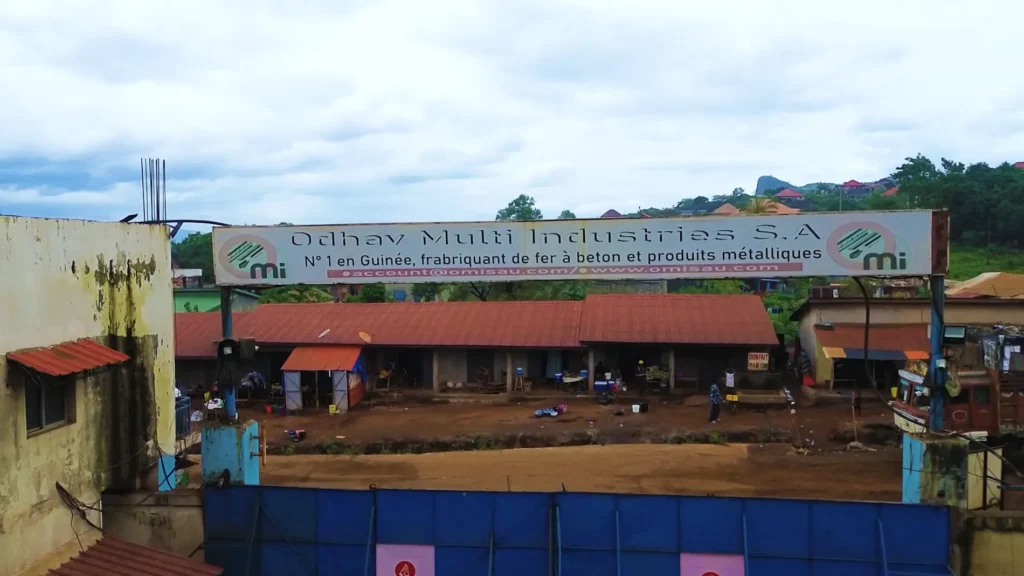 Odhav Multi Industries S.A
N° 1 en Guinée, frabriquant de fer à beton et produits métalliques
account@omisau.com/ www.omisau.com
mi
mi